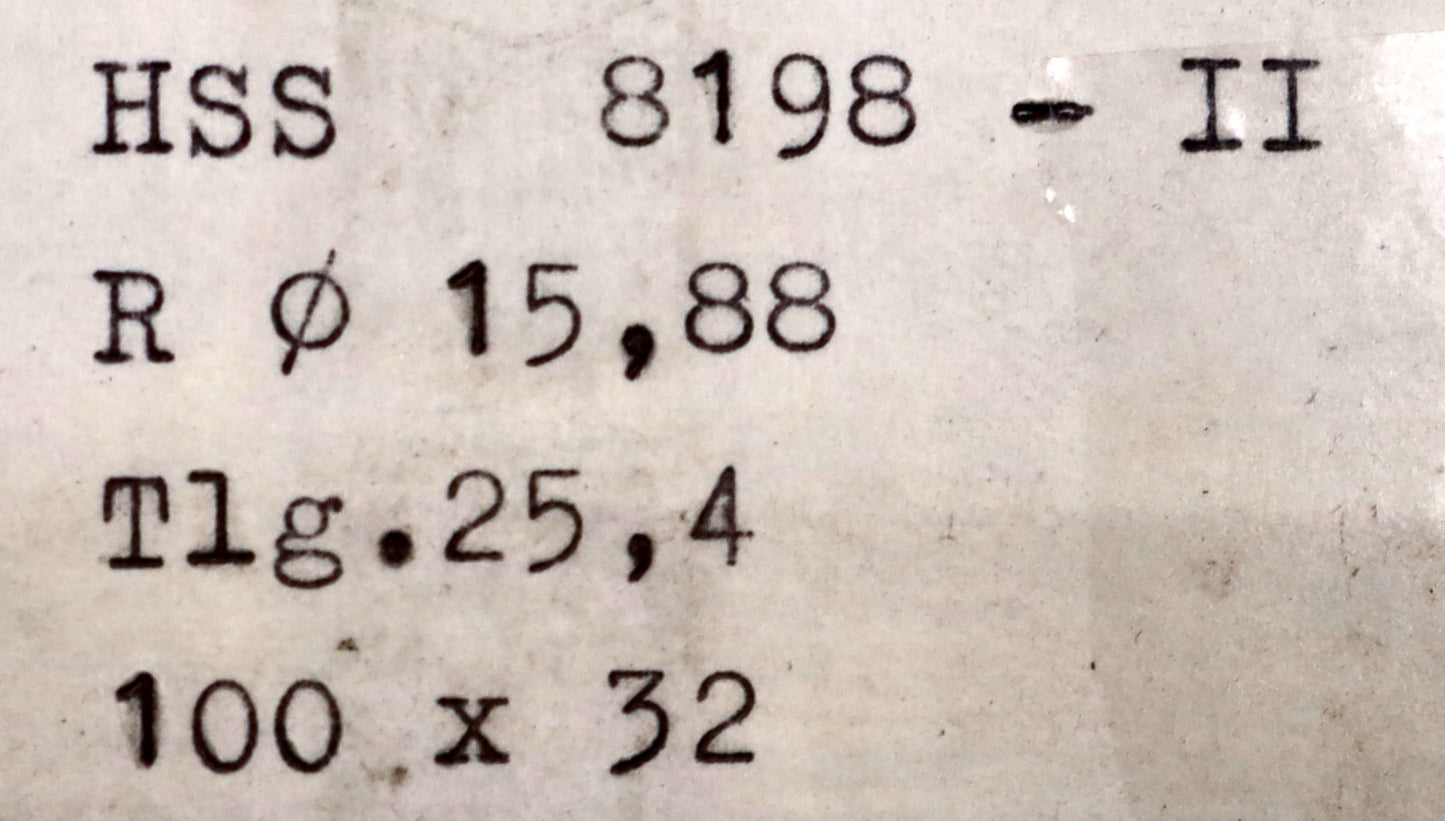 HSS 8198 - II
R ø 15,88
Tlg.25,4
100 x 32